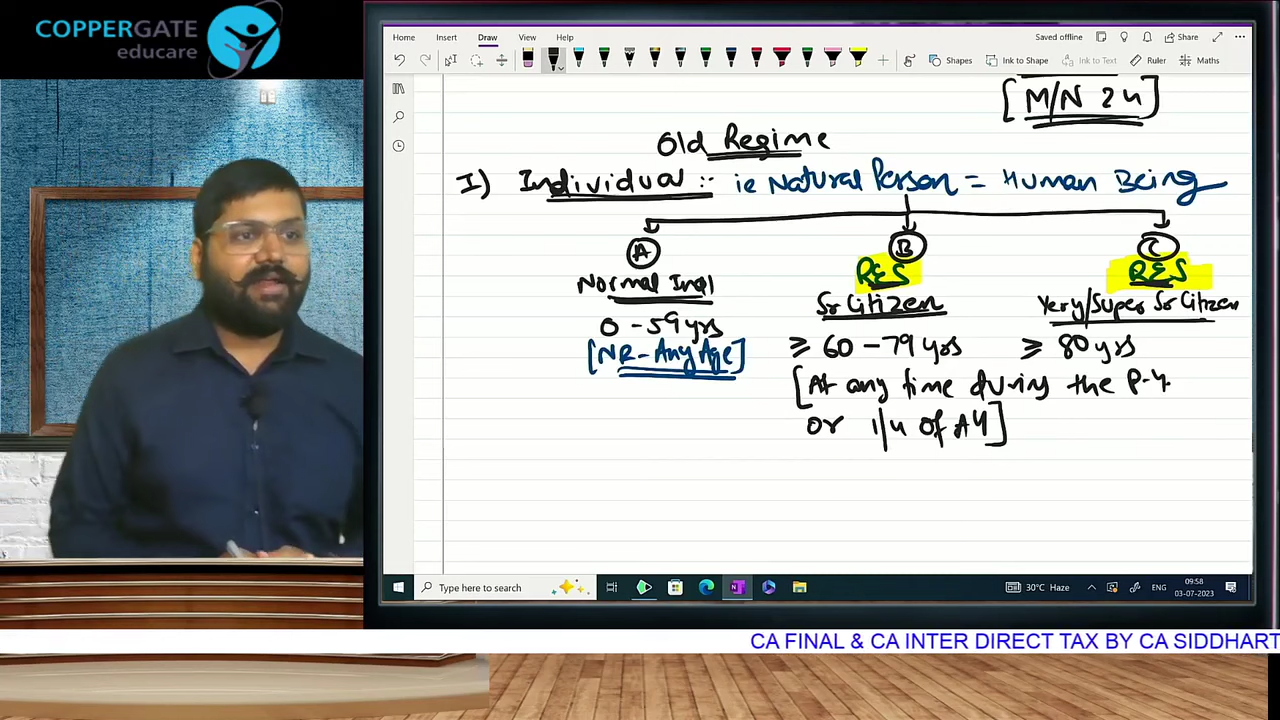 COPPERGATE
educare
Home Insert Draw View Help
Saved offline
Share
Shapes
Ink to Shape
Ink to Text
Ruler
Maths
[M/N 24]
Old Regime
I) Individual :- ie Natural Person = Human Being
A B C
RES RES
Normal Indl Sr Citizen Very/Super Sr Citizen
0 - 59 yrs ≥ 60 - 79 yrs ≥ 80 yrs
[NR - Any Age] [At any time during the P.Y.
or 1/4 of AY]
Type here to search
30°C Haze
ENG
09:58
03-07-2023
CA FINAL & CA INTER DIRECT TAX BY CA SIDDHART